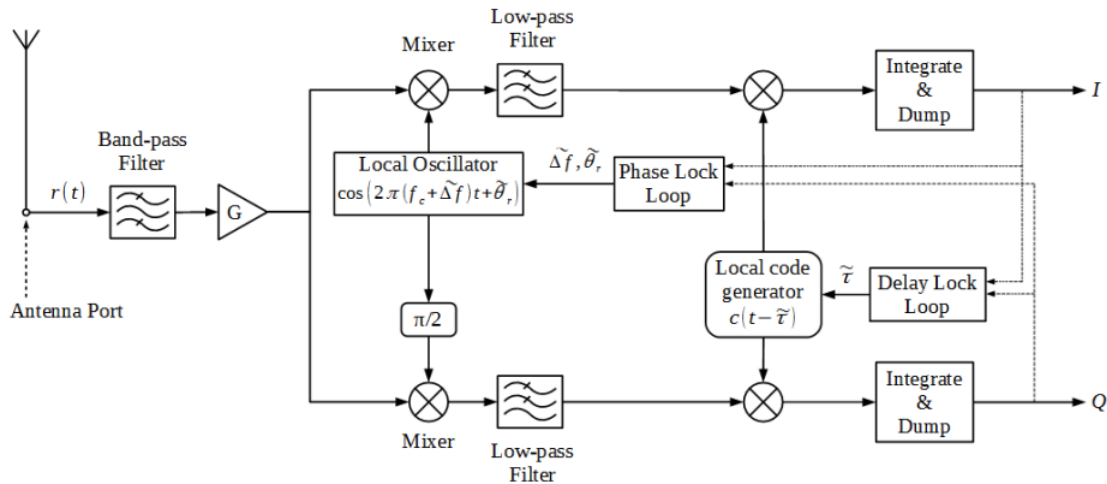 Low-pass
Filter
Mixer
Integrate
&
Dump
I
Band-pass
Filter
r(t)
G
Local Oscillator
cos(2π(f_c+Δ̃f)t+θ̃_r)
Δ̃f, θ̃_r
Phase Lock
Loop
Antenna Port
π/2
Local code
generator
c(t−τ̃)
τ̃
Delay Lock
Loop
Mixer
Low-pass
Filter
Integrate
&
Dump
Q